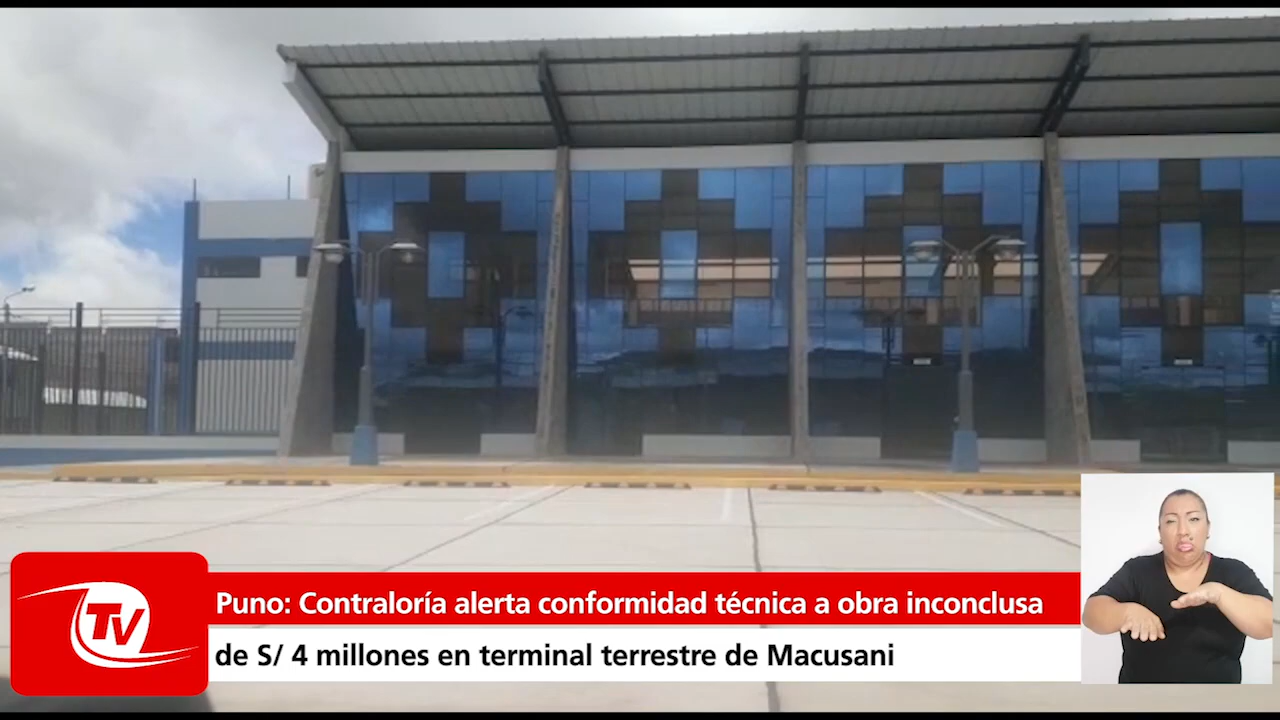 TV
Puno: Contraloría alerta conformidad técnica a obra inconclusa
de S/ 4 millones en terminal terrestre de Macusani